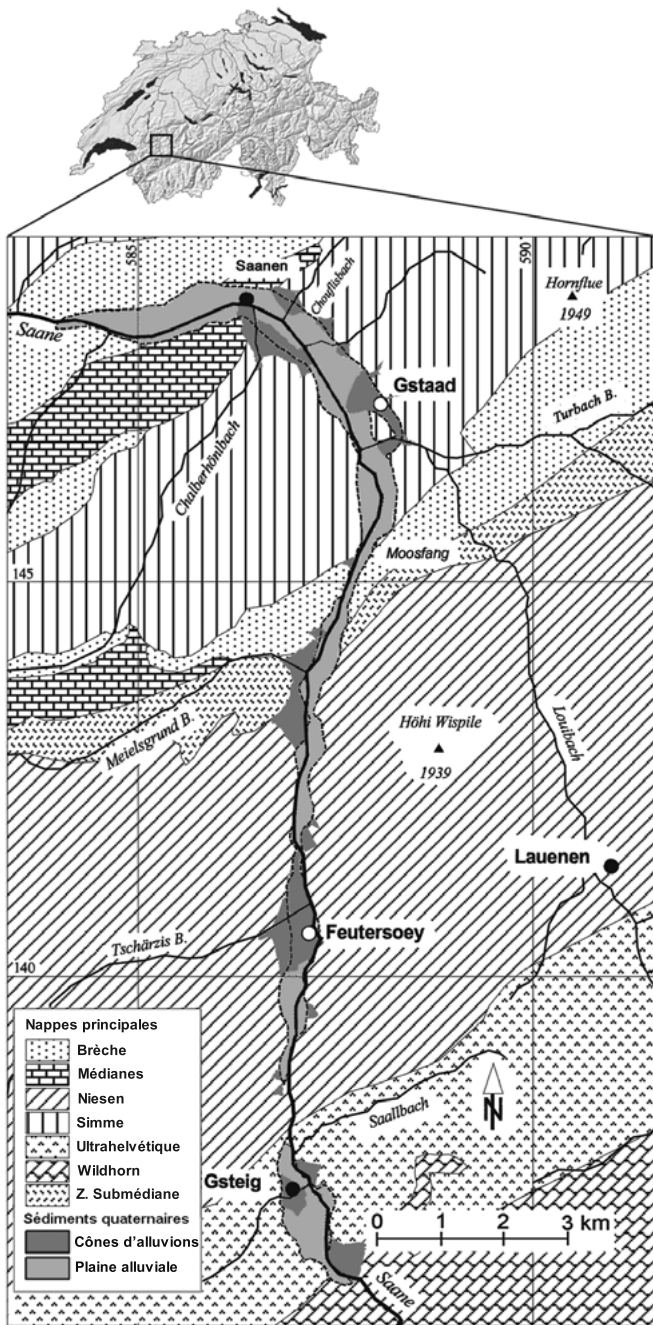 585
590
Saanen
Chouflisbach
Hornflue
1949
Saane
Gstaad
Turbach B.
Chalberhönibach
145
Moosfang
Meielsgrund B.
Höhi Wispile
1939
Louibach
Lauenen
Tschärzis B.
Feutersoey
140
Nappes principales
Brèche
Médianes
Niesen
Simme
Ultrahelvétique
Wildhorn
Z. Submédiane
Sédiments quaternaires
Cônes d'alluvions
Plaine alluviale
Saallbach
N
Gsteig
0 1 2 3 km
Saane